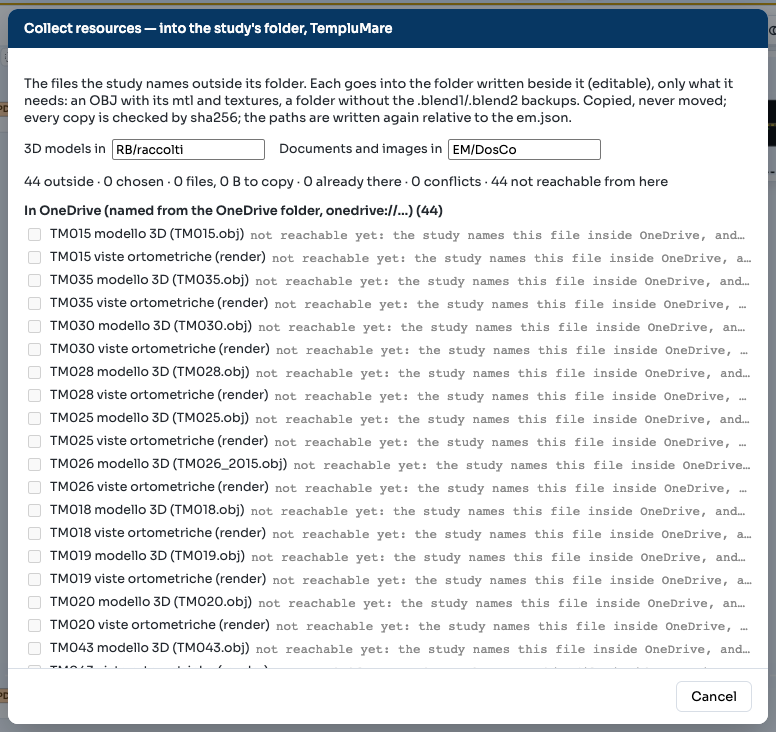 Collect resources — into the study's folder, TempluMare
The files the study names outside its folder. Each goes into the folder written beside it (editable), only what it
needs: an OBJ with its mtl and textures, a folder without the .blend1/.blend2 backups. Copied, never moved;
every copy is checked by sha256; the paths are written again relative to the em.json.
3D models in RB/raccolti Documents and images in EM/DosCo
44 outside · 0 chosen · 0 files, 0 B to copy · 0 already there · 0 conflicts · 44 not reachable from here
In OneDrive (named from the OneDrive folder, onedrive://...) (44)
TM015 modello 3D (TM015.obj) not reachable yet: the study names this file inside OneDrive, and…
TM015 viste ortometriche (render) not reachable yet: the study names this file inside OneDrive, a…
TM035 modello 3D (TM035.obj) not reachable yet: the study names this file inside OneDrive, and…
TM035 viste ortometriche (render) not reachable yet: the study names this file inside OneDrive, …
TM030 modello 3D (TM030.obj) not reachable yet: the study names this file inside OneDrive, an…
TM030 viste ortometriche (render) not reachable yet: the study names this file inside OneDrive, …
TM028 modello 3D (TM028.obj) not reachable yet: the study names this file inside OneDrive, and…
TM028 viste ortometriche (render) not reachable yet: the study names this file inside OneDrive, …
TM025 modello 3D (TM025.obj) not reachable yet: the study names this file inside OneDrive, and…
TM025 viste ortometriche (render) not reachable yet: the study names this file inside OneDrive, …
TM026 modello 3D (TM026_2015.obj) not reachable yet: the study names this file inside OneDrive…
TM026 viste ortometriche (render) not reachable yet: the study names this file inside OneDrive, …
TM018 modello 3D (TM018.obj) not reachable yet: the study names this file inside OneDrive, and…
TM018 viste ortometriche (render) not reachable yet: the study names this file inside OneDrive, …
TM019 modello 3D (TM019.obj) not reachable yet: the study names this file inside OneDrive, and…
TM019 viste ortometriche (render) not reachable yet: the study names this file inside OneDrive, a…
TM020 modello 3D (TM020.obj) not reachable yet: the study names this file inside OneDrive, an…
TM020 viste ortometriche (render) not reachable yet: the study names this file inside OneDrive, …
TM043 modello 3D (TM043.obj) not reachable yet: the study names this file inside OneDrive, and…
Cancel